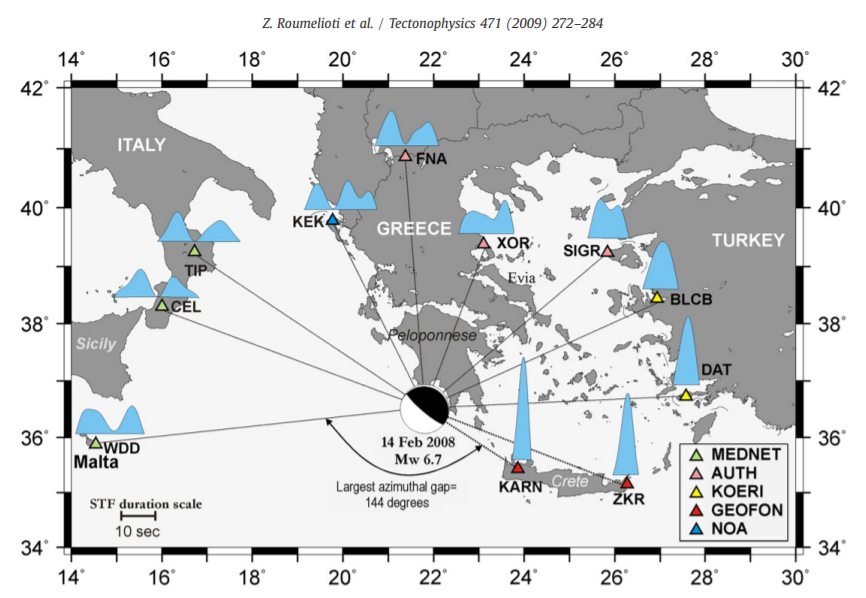 Z. Roumelioti et al. / Tectonophysics 471 (2009) 272–284
14° 16° 18° 20° 22° 24° 26° 28° 30°
42° 42°
ITALY
FNA
40° 40°
KEK
GREECE
XOR
SIGR
TURKEY
TIP
Evia
BLCB
CEL
38° 38°
Sicily
Peloponnese
DAT
36° 36°
WDD
Malta
14 Feb 2008
Mw 6.7
MEDNET
AUTH
KOERI
GEOFON
NOA
Largest azimuthal gap=
144 degrees
KARN
Crete
ZKR
STF duration scale
10 sec
34° 34°
14° 16° 18° 20° 22° 24° 26° 28° 30°